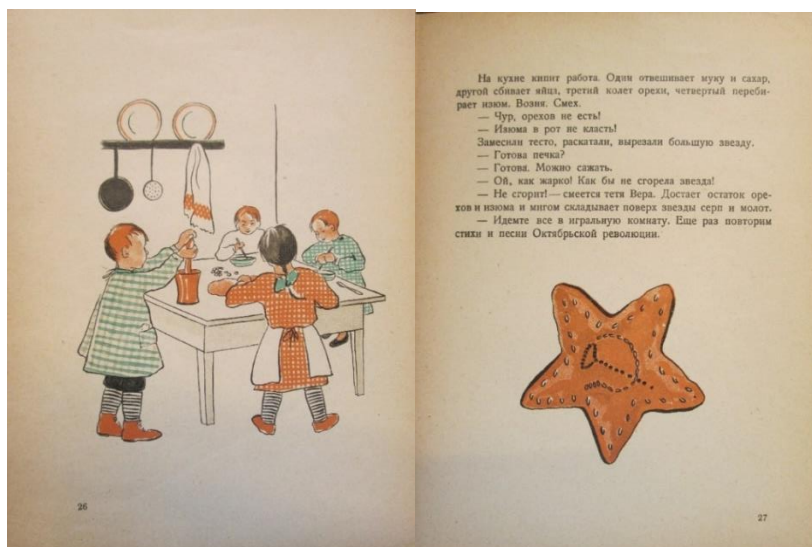 26
На кухне кипит работа. Один отвешивает муку и сахар,
другой сбивает яйца, третий колет орехи, четвертый переби-
рает изюм. Возня. Смех.
— Чур, орехов не есть!
— Изюма в рот не класть!
Замесили тесто, раскатали, вырезали большую звезду.
— Готова печка?
— Готова. Можно сажать.
— Ой, как жарко! Как бы не сгорела звезда!
— Не сгорит! — смеется тетя Вера. Достает остаток оре-
хов и изюма и мигом складывает поверх звезды серп и молот.
— Идемте все в игральную комнату. Еще раз повторим
стихи и песни Октябрьской революции.
27